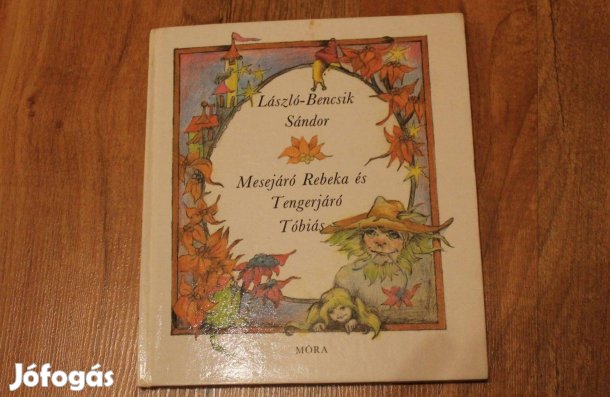 László-Bencsik
Sándor
Mesejáró Rebeka és
Tengerjáró
Tóbiás
MÓRA
Jófogás